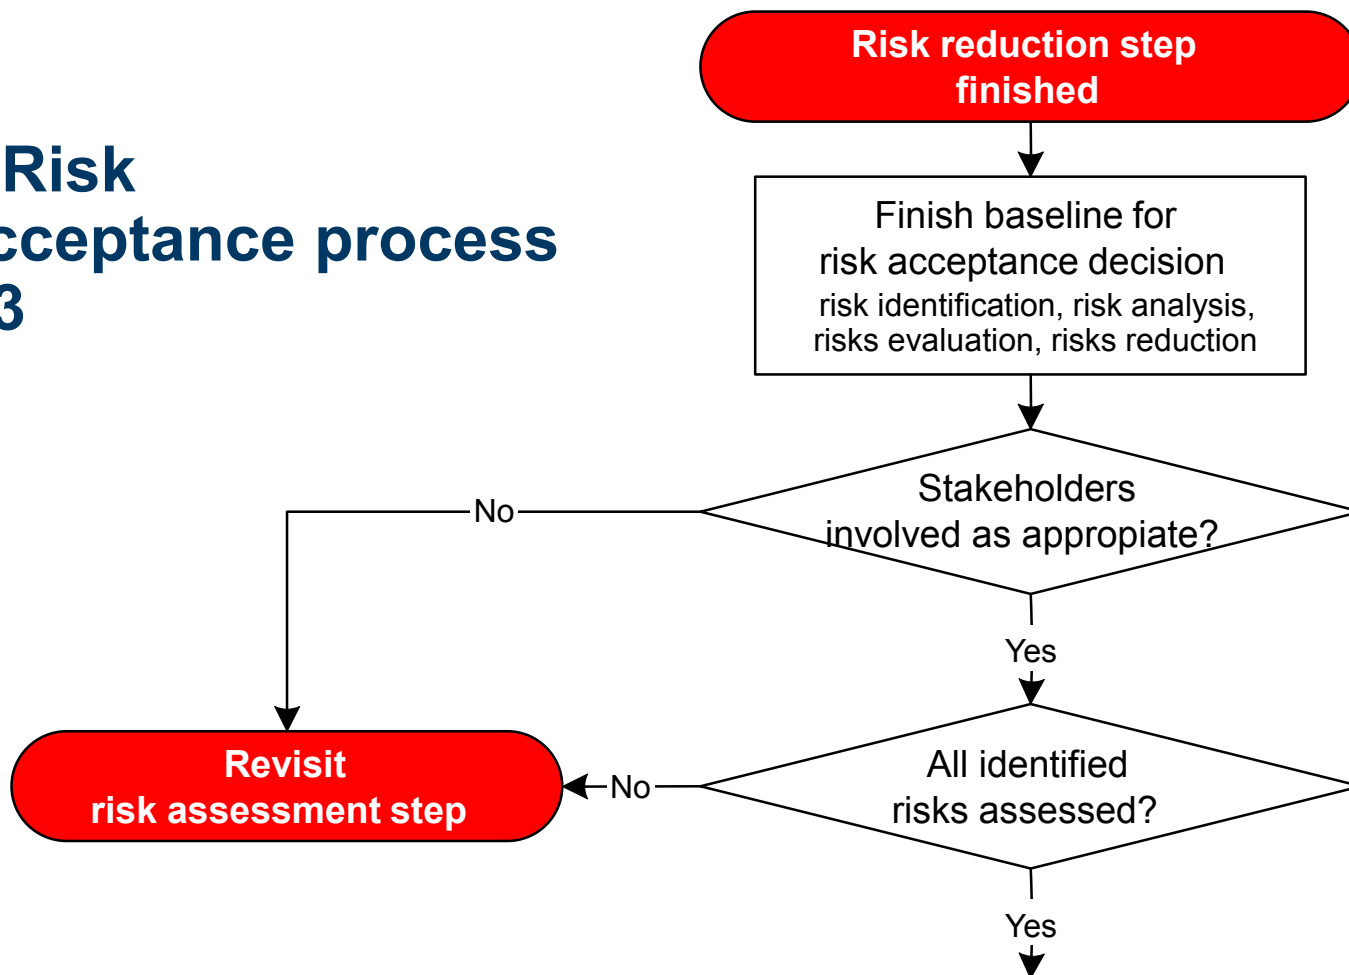 Risk reduction step
finished
Risk
cceptance process
3
Finish baseline for
risk acceptance decision
risk identification, risk analysis,
risks evaluation, risks reduction
Stakeholders
involved as appropiate?
No
Yes
All identified
risks assessed?
No
Revisit
risk assessment step
Yes